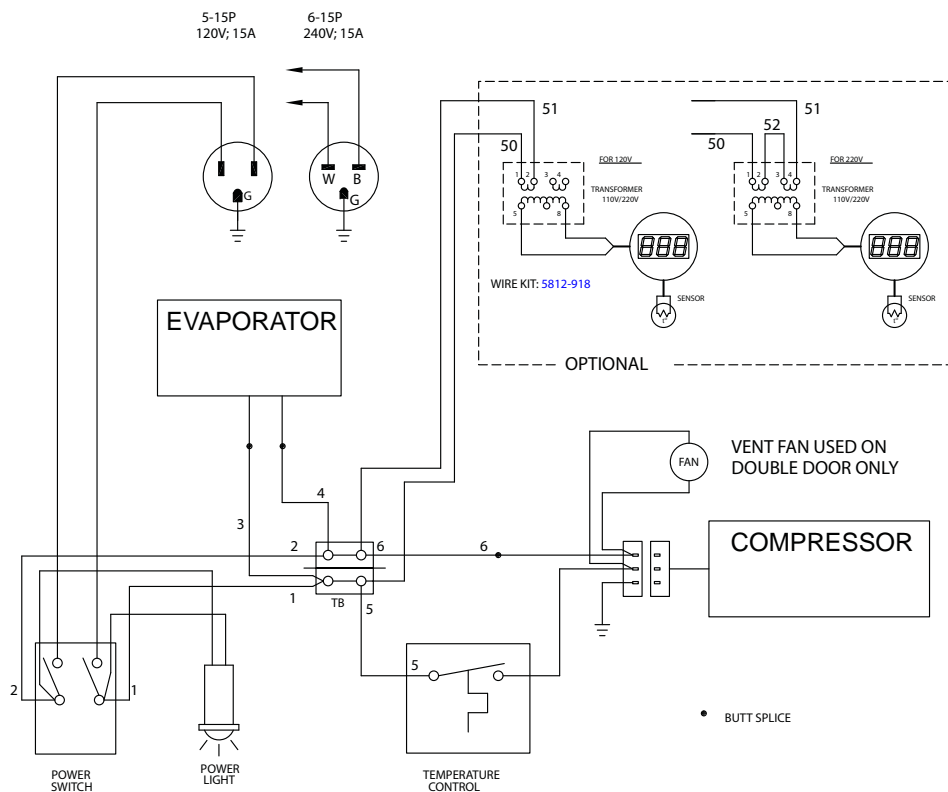 5-15P
120V; 15A
6-15P
240V; 15A
G
W B
G
51
50
FOR 120V
1 2 3 4
TRANSFORMER
110V/220V
5 8
WIRE KIT: 5812-918
SENSOR
t°
51
52
50
FOR 220V
1 2 3 4
TRANSFORMER
110V/220V
5 8
SENSOR
t°
888
888
OPTIONAL
EVAPORATOR
FAN
VENT FAN USED ON
DOUBLE DOOR ONLY
4
3
2
6
6
1
TB
5
COMPRESSOR
5
2
1
POWER
SWITCH
POWER
LIGHT
TEMPERATURE
CONTROL
BUTT SPLICE